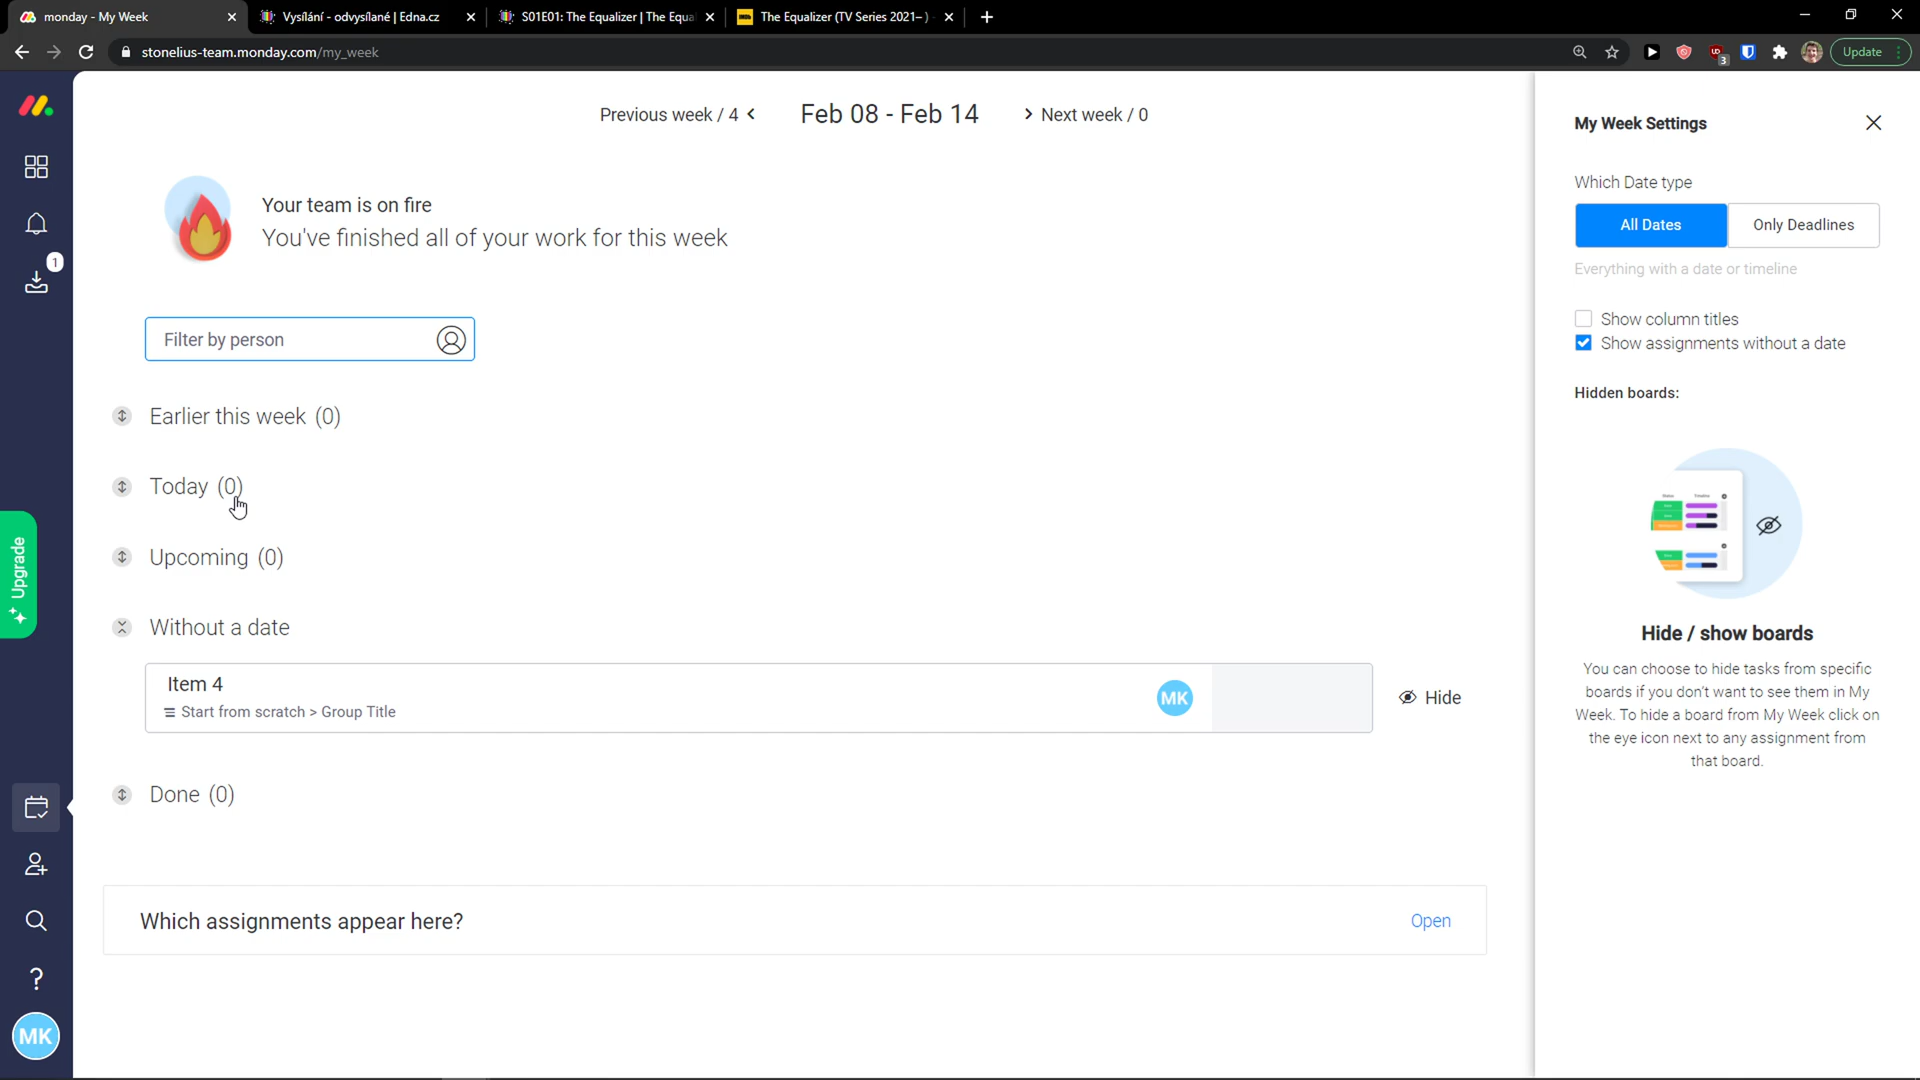 monday - My Week
Vysílání - odvysílané | Edna.cz
S01E01: The Equalizer | The Equa
The Equalizer (TV Series 2021– ) -
stonelius-team.monday.com/my_week
3
Update
Previous week / 4
Feb 08 - Feb 14
Next week / 0
Your team is on fire
You've finished all of your work for this week
1
Filter by person
Earlier this week (0)
Today (0)
Upcoming (0)
Without a date
Item 4
Start from scratch > Group Title
MK
Hide
Done (0)
Which assignments appear here?
Open
Upgrade
?
MK
My Week Settings
Which Date type
All Dates
Only Deadlines
Everything with a date or timeline
Show column titles
Show assignments without a date
Hidden boards:
Hide / show boards
You can choose to hide tasks from specific
boards if you don't want to see them in My
Week. To hide a board from My Week click on
the eye icon next to any assignment from
that board.